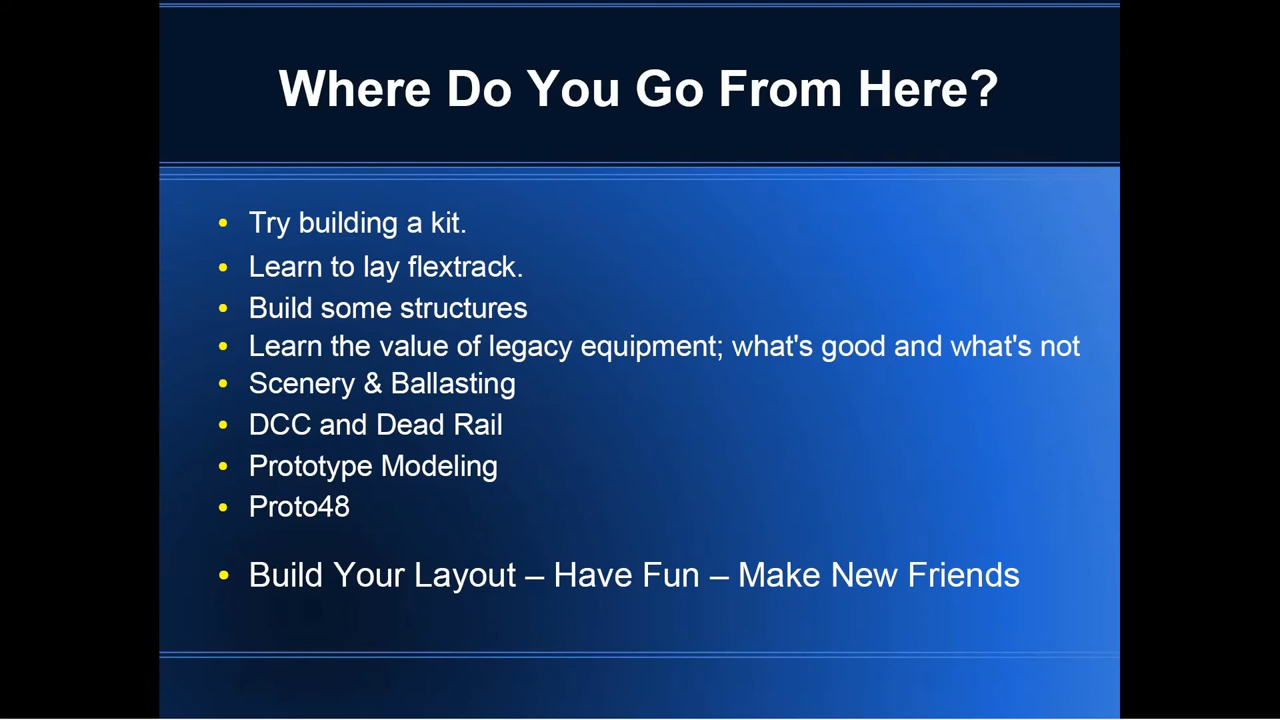 Where Do You Go From Here?
• Try building a kit.
• Learn to lay flextrack.
• Build some structures
• Learn the value of legacy equipment; what's good and what's not
• Scenery & Ballasting
• DCC and Dead Rail
• Prototype Modeling
• Proto48
• Build Your Layout – Have Fun – Make New Friends